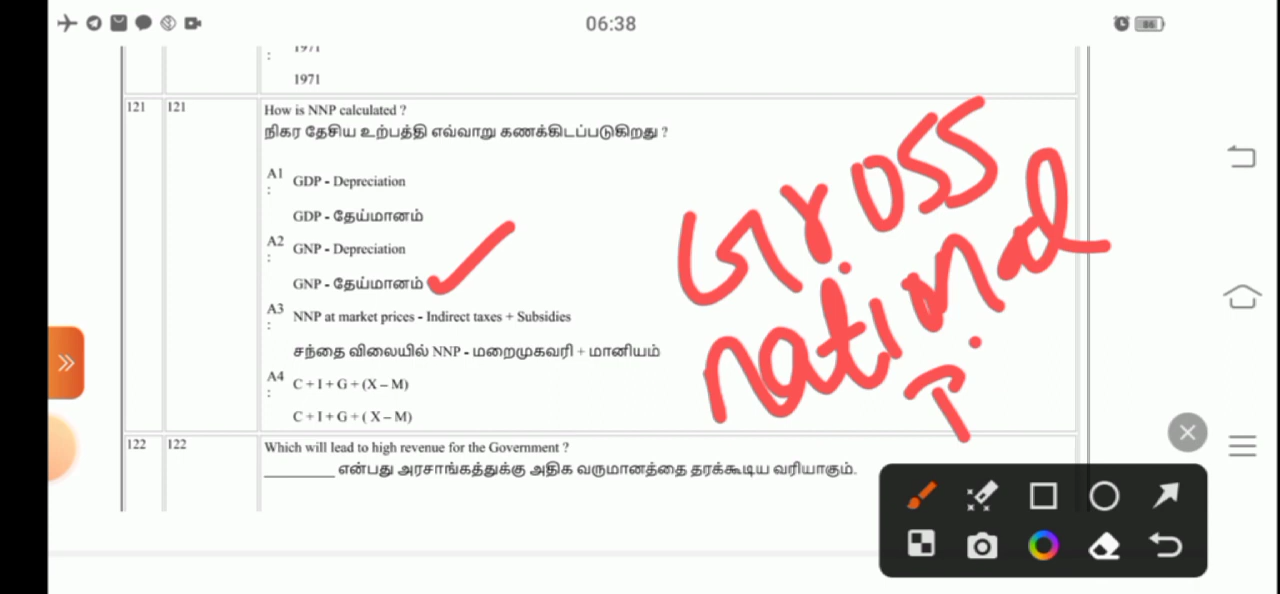 06:38
86
1971
:
1971
121 121 How is NNP calculated ?
நிகர தேசிய உற்பத்தி எவ்வாறு கணக்கிடப்படுகிறது ?
A1 : GDP - Depreciation
GDP - தேய்மானம்
A2 : GNP - Depreciation
GNP - தேய்மானம்
A3 : NNP at market prices - Indirect taxes + Subsidies
சந்தை விலையில் NNP - மறைமுகவரி + மானியம்
A4 : C + I + G + (X – M)
C + I + G + ( X – M)
Gross
national
122 122 Which will lead to high revenue for the Government ?
_________ என்பது அரசாங்கத்துக்கு அதிக வருமானத்தை தரக்கூடிய வரியாகும்.